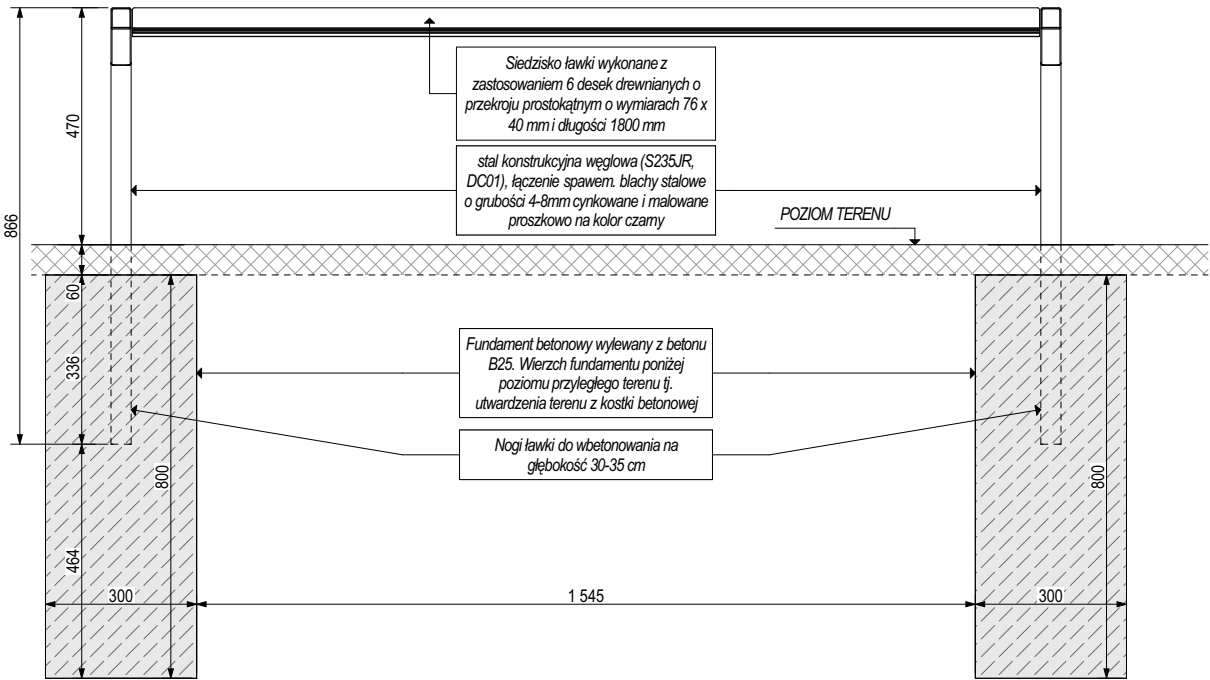 Siedzisko ławki wykonane z
zastosowaniem 6 desek drewnianych o
przekroju prostokątnym o wymiarach 76 x
40 mm i długości 1800 mm
stal konstrukcyjna węglowa (S235JR,
DC01), łączenie spawem. blachy stalowe
o grubości 4-8mm cynkowane i malowane
proszkowo na kolor czarny
POZIOM TERENU
470
866
60
336
Fundament betonowy wylewany z betonu
B25. Wierzch fundamentu poniżej
poziomu przyległego terenu tj.
utwardzenia terenu z kostki betonowej
Nogi ławki do wbetonowania na
głębokość 30-35 cm
800
800
464
300
1 545
300